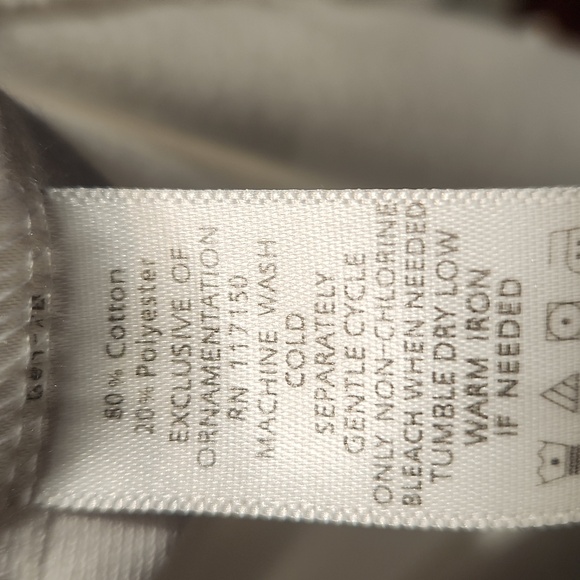 80% Cotton
20% Polyester
EXCLUSIVE OF
ORNAMENTATION
RN 117150
MACHINE WASH
COLD
SEPARATELY
GENTLE CYCLE
ONLY NON-CHLORINE
BLEACH WHEN NEEDED
TUMBLE DRY LOW
WARM IRON
IF NEEDED